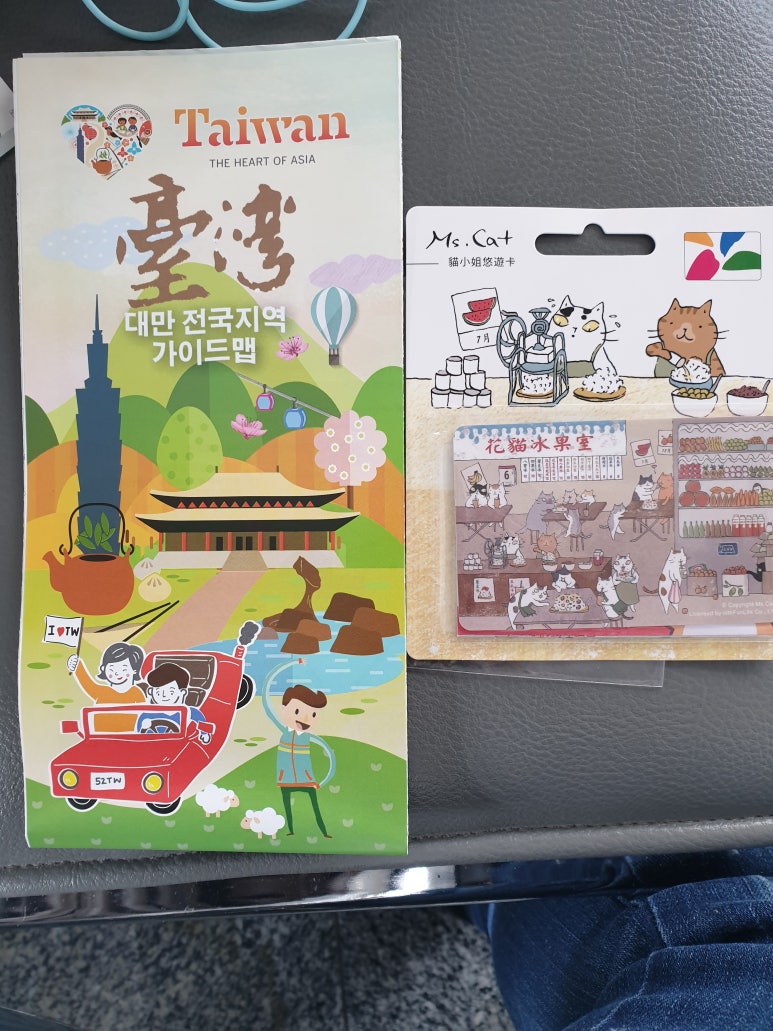 Taiwan
THE HEART OF ASIA
臺灣
대만 전국지역
가이드맵
I ♥ TW
52TW
Ms. Cat
貓小姐悠遊卡
7月
花貓冰果室
6